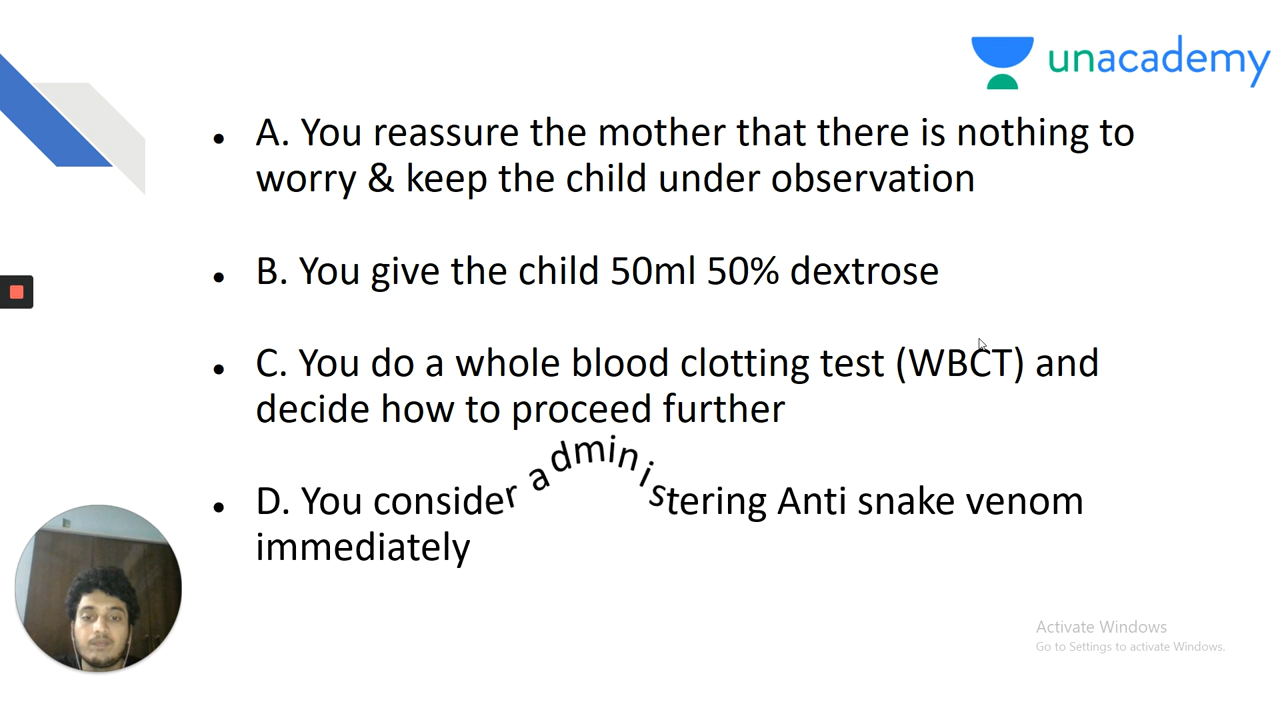 unacademy
A. You reassure the mother that there is nothing to
worry & keep the child under observation
B. You give the child 50ml 50% dextrose
C. You do a whole blood clotting test (WBCT) and
decide how to proceed further
D. You consider administering Anti snake venom
immediately
Activate Windows
Go to Settings to activate Windows.